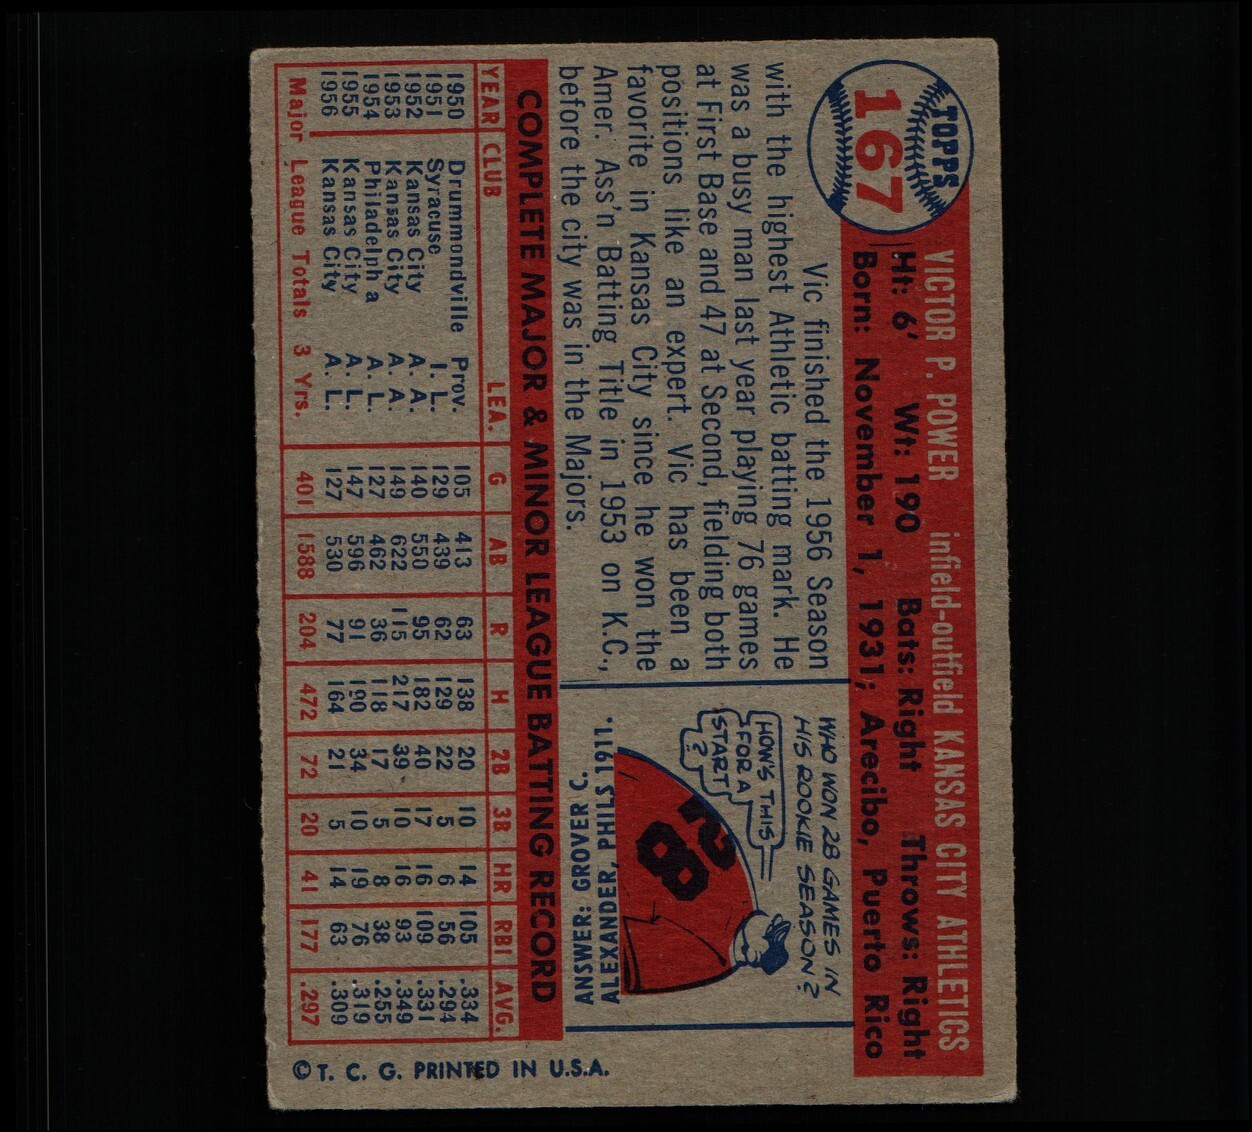 TOPPS
167
VICTOR P. POWER infield-outfield KANSAS CITY ATHLETICS
Ht: 6' Wt: 190 Bats: Right Throws: Right
Born: November 1, 1931; Arecibo, Puerto Rico
Vic finished the 1956 Season
with the highest Athletic batting mark. He
was a busy man last year playing 76 games
at First Base and 47 at Second, fielding both
positions like an expert. Vic has been a
favorite in Kansas City since he won the
Amer. Ass'n Batting Title in 1953 on K.C.,
before the city was in the Majors.
WHO WON 28 GAMES IN
HIS ROOKIE SEASON?
HOW'S THIS
FOR A
START
?
28
ANSWER: GROVER C.
ALEXANDER, PHILS 1911.
COMPLETE MAJOR & MINOR LEAGUE BATTING RECORD
YEAR CLUB LEA. G AB R H 2B 3B HR RBI AVG.
1950 Drummondville Prov. 105 413 63 138 20 10 14 105 .334
1951 Syracuse I. L. 129 439 62 129 22 5 6 56 .294
1952 Kansas City A. A. 140 550 95 182 40 17 16 109 .331
1953 Kansas City A. A. 149 622 115 217 39 10 16 93 .349
1954 Philadelph a A. L. 127 462 36 118 17 5 8 38 .255
1955 Kansas City A. L. 147 596 91 190 34 10 19 76 .319
1956 Kansas City A. L. 127 530 77 164 21 5 14 63 .309
Major League Totals 3 Yrs. 401 1588 204 472 72 20 41 177 .297
© T. C. G. PRINTED IN U.S.A.